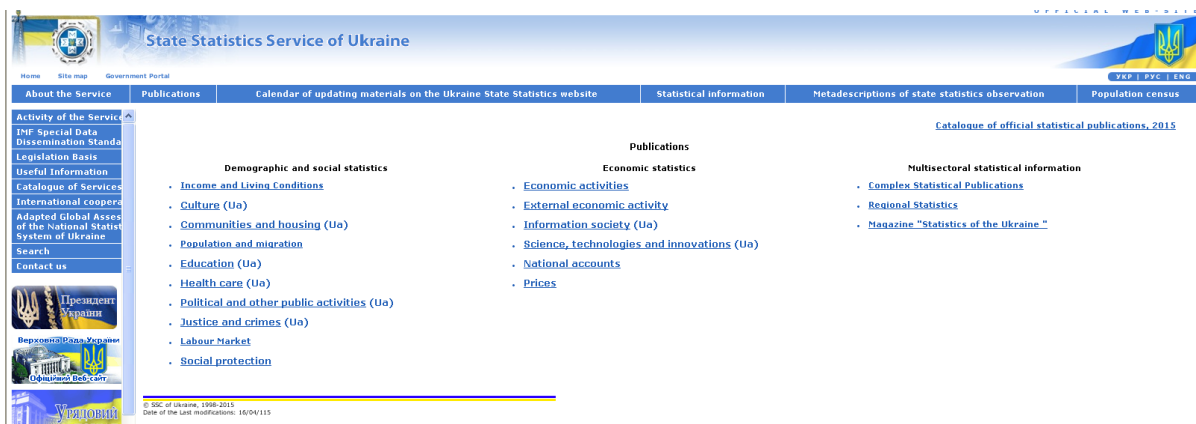 OFFICIAL WEB-SITE
State Statistics Service of Ukraine
Home Site map Government Portal
УКР | РУС | ENG
About the Service Publications Calendar of updating materials on the Ukraine State Statistics website Statistical information Metadescriptions of state statistics observation Population census
Activity of the Service
IMF Special Data
Dissemination Standa
Legislation Basis
Useful Information
Catalogue of Services
International coopera
Adapted Global Asses
of the National Statist
System of Ukraine
Search
Contact us
Президент
України
Верховна Рада України
Офіційний Веб-сайт
Урядовий
Catalogue of official statistical publications, 2015
Publications
Demographic and social statistics
. Income and Living Conditions
. Culture (Ua)
. Communities and housing (Ua)
. Population and migration
. Education (Ua)
. Health care (Ua)
. Political and other public activities (Ua)
. Justice and crimes (Ua)
. Labour Market
. Social protection
Economic statistics
. Economic activities
. External economic activity
. Information society (Ua)
. Science, technologies and innovations (Ua)
. National accounts
. Prices
Multisectoral statistical information
. Complex Statistical Publications
. Regional Statistics
. Magazine "Statistics of the Ukraine "
© SSC of Ukraine, 1998-2015
Date of the Last modifications: 16/04/115